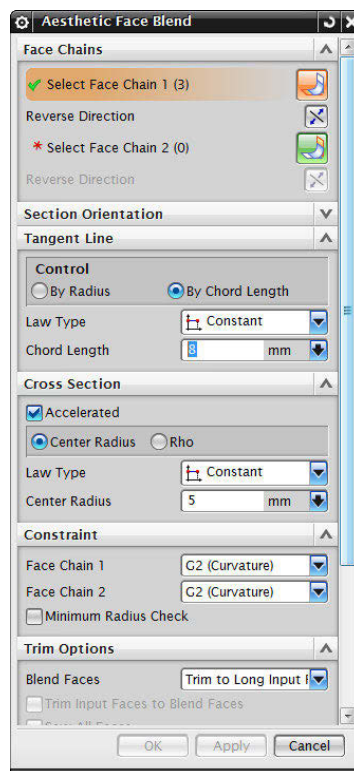 Aesthetic Face Blend
Face Chains
Select Face Chain 1 (3)
Reverse Direction
* Select Face Chain 2 (0)
Reverse Direction
Section Orientation
Tangent Line
Control
By Radius By Chord Length
Law Type Constant
Chord Length 8 mm
Cross Section
Accelerated
Center Radius Rho
Law Type Constant
Center Radius 5 mm
Constraint
Face Chain 1 G2 (Curvature)
Face Chain 2 G2 (Curvature)
Minimum Radius Check
Trim Options
Blend Faces Trim to Long Input
Trim Input Faces to Blend Faces
OK Apply Cancel